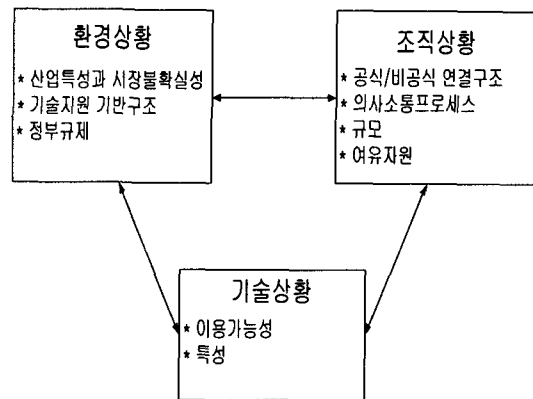 환경상황
* 산업특성과 시장불확실성
* 기술지원 기반구조
* 정부규제
조직상황
* 공식/비공식 연결구조
* 의사소통프로세스
* 규모
* 여유자원
기술상황
* 이용가능성
* 특성